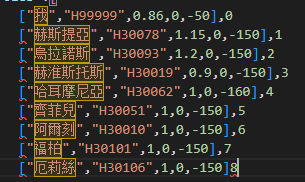 ["我","H99999",0.86,0,-50],0
["赫斯提亞","H30078",1.15,0,-150],1
["烏拉諾斯","H30093",1.2,0,-150],2
["赫淮斯托斯","H30019",0.9,0,-150],3
["哈耳摩尼亞","H30062",1,0,-160],4
["齊菲兒","H30051",1,0,-150],5
["阿爾刻","H30010",1,0,-150],6
["福柏","H30101",1,0,-150],7
["厄莉絲","H30106",1,0,-150]8